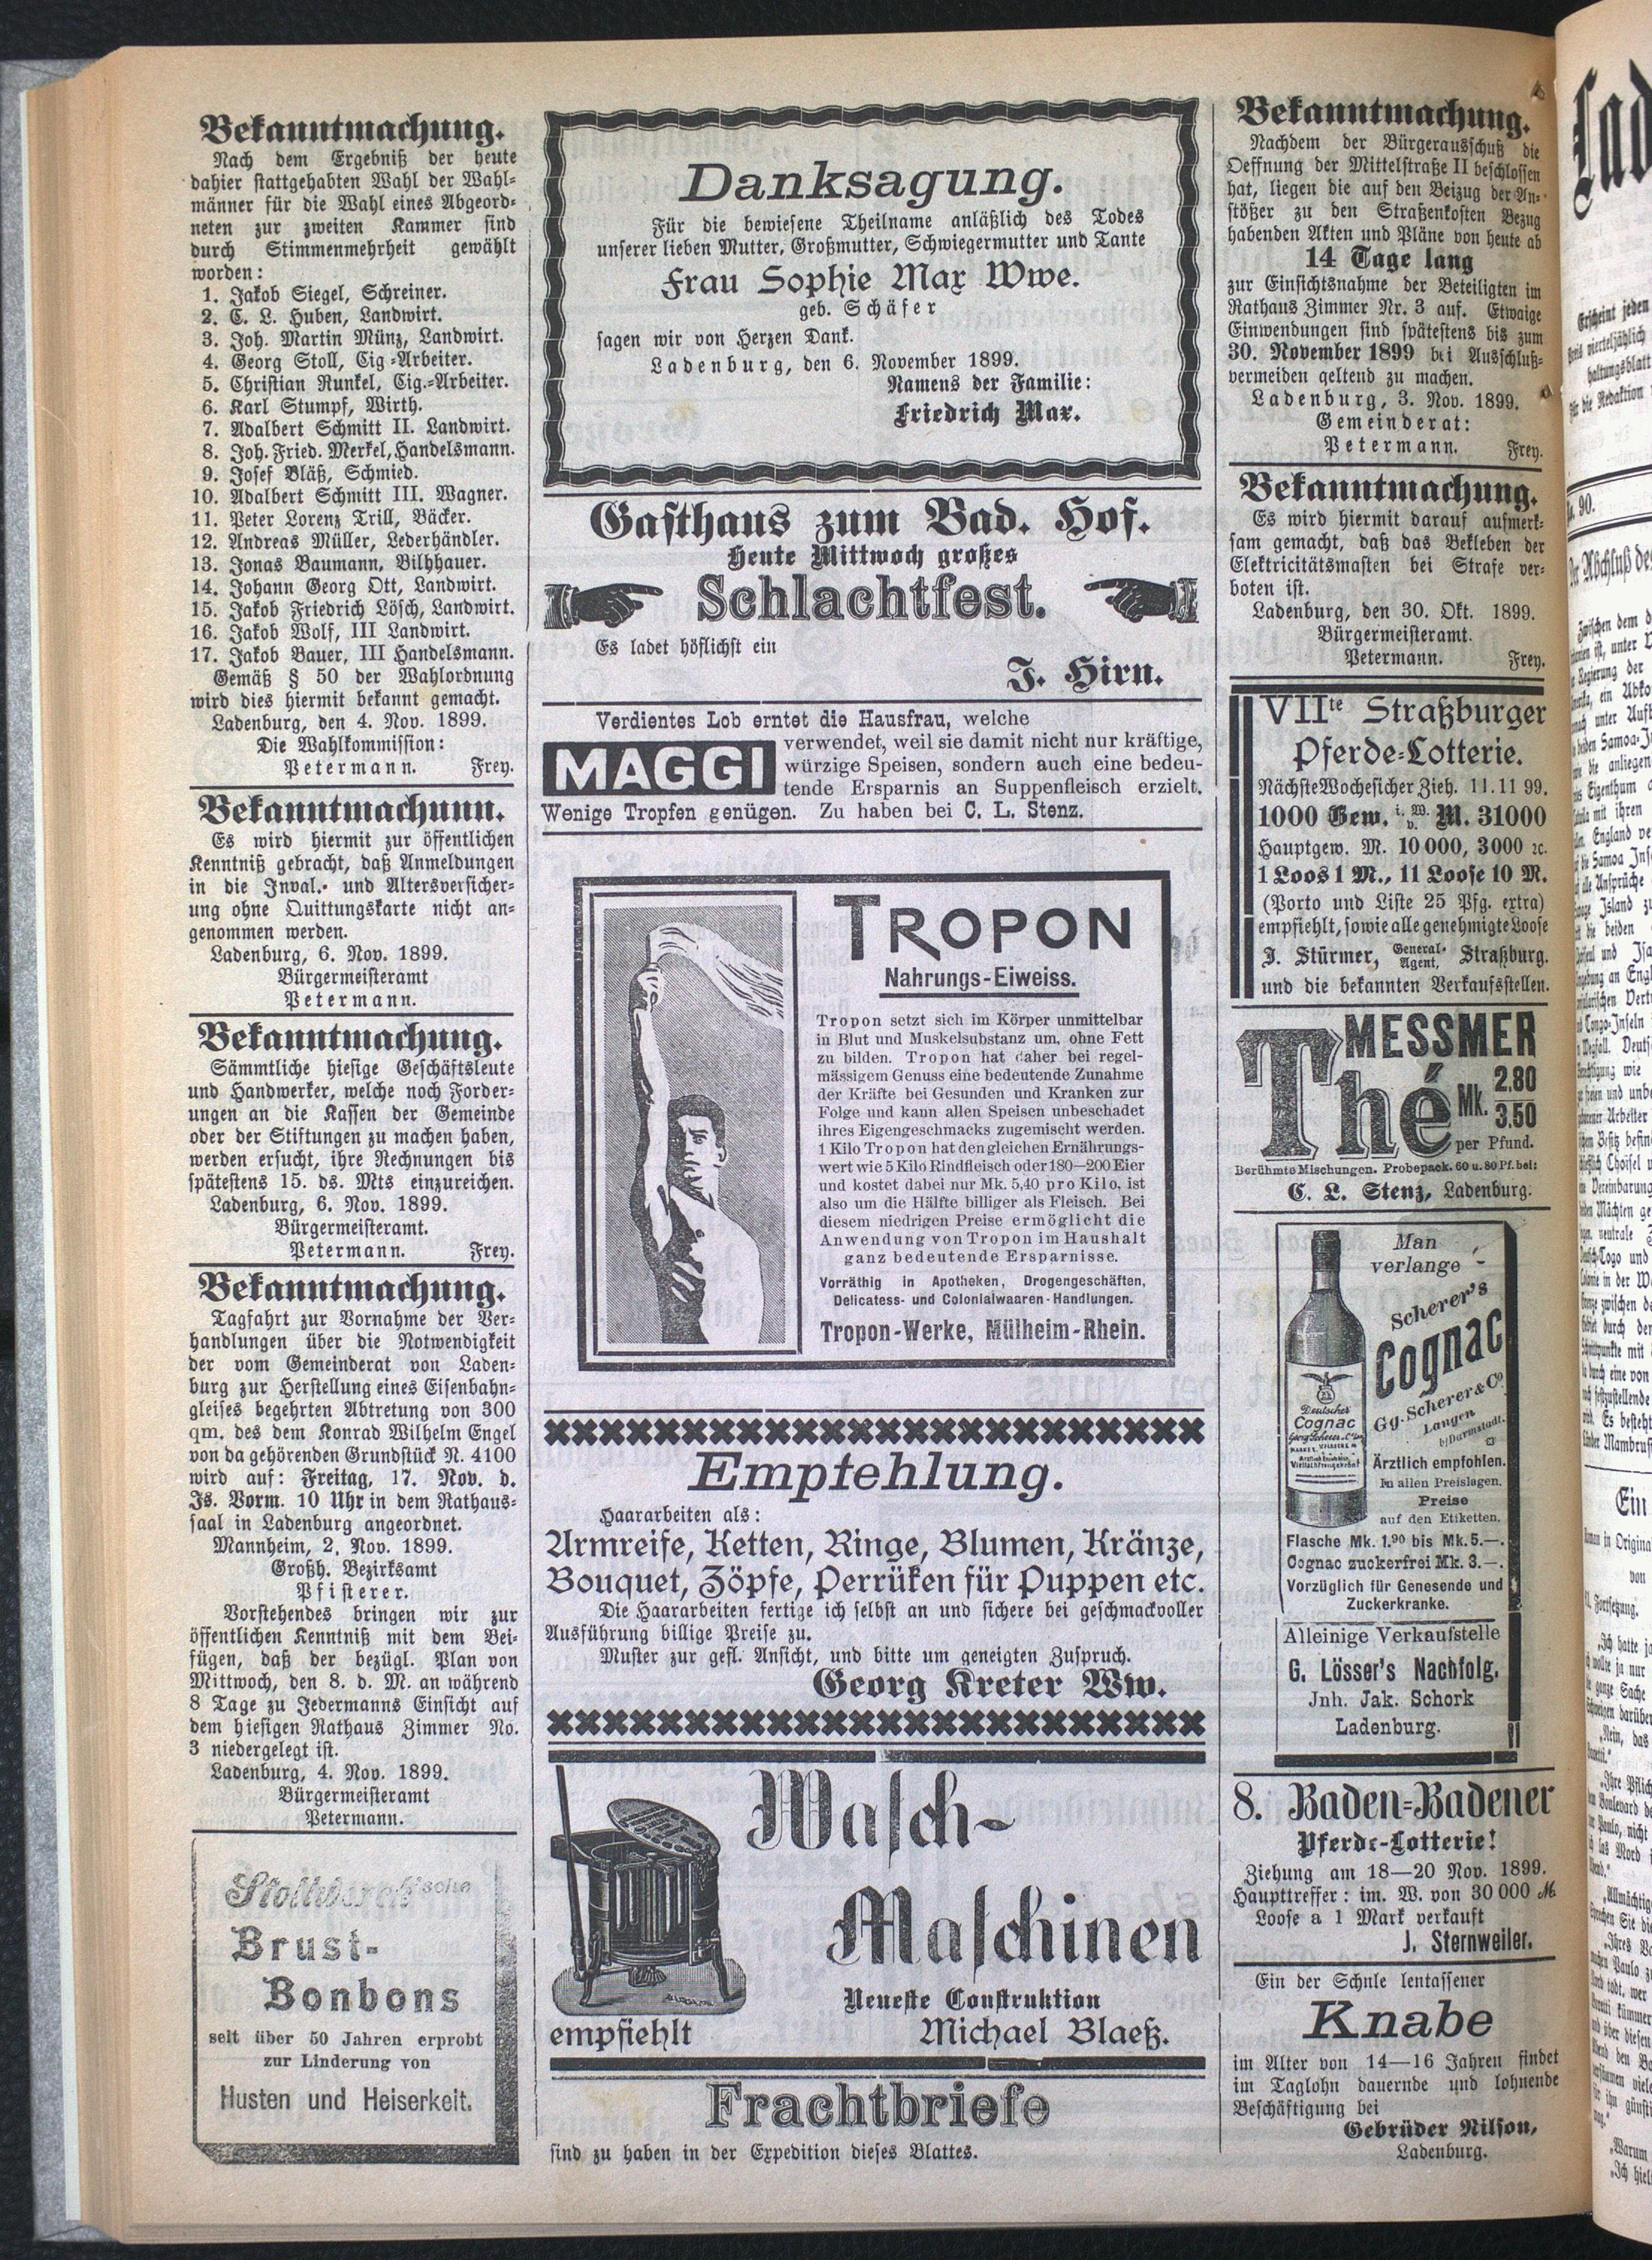 Bekanntmachung.
Nach dem Ergebniß der heute
dahier stattgehabten Wahl der Wahl-
männer für die Wahl eines Abgeord-
neten zur zweiten Kammer sind
durch Stimmenmehrheit gewählt
worden:
1. Jakob Siegel, Schreiner.
2. C. L. Huben, Landwirt.
3. Joh. Martin Münz, Landwirt.
4. Georg Stoll, Cig.-Arbeiter.
5. Christian Runkel, Cig.-Arbeiter.
6. Karl Stumpf, Wirth.
7. Adalbert Schmitt II. Landwirt.
8. Joh. Fried. Merkel, Handelsmann.
9. Josef Bläß, Schmied.
10. Adalbert Schmitt III. Wagner.
11. Peter Lorenz Trill, Bäcker.
12. Andreas Müller, Lederhändler.
13. Jonas Baumann, Bilhhauer.
14. Johann Georg Ott, Landwirt.
15. Jakob Friedrich Lösch, Landwirt.
16. Jakob Wolf, III Landwirt.
17. Jakob Bauer, III Handelsmann.
Gemäß § 50 der Wahlordnung
wird dies hiermit bekannt gemacht.
Ladenburg, den 4. Nov. 1899.
Die Wahlkommission:
Petermann. Frey.
Bekanntmachunn.
Es wird hiermit zur öffentlichen
Kenntniß gebracht, daß Anmeldungen
in die Inval.- und Altersversicher-
ung ohne Quittungskarte nicht an-
genommen werden.
Ladenburg, 6. Nov. 1899.
Bürgermeisteramt
Petermann.
Bekanntmachung.
Sämmtliche hiesige Geschäftsleute
und Handwerker, welche noch Forder-
ungen an die Kassen der Gemeinde
oder der Stiftungen zu machen haben,
werden ersucht, ihre Rechnungen bis
spätestens 15. ds. Mts einzureichen.
Ladenburg, 6. Nov. 1899.
Bürgermeisteramt.
Petermann. Frey.
Bekanntmachung.
Tagfahrt zur Vornahme der Ver-
handlungen über die Notwendigkeit
der vom Gemeinderat von Laden-
burg zur Herstellung eines Eisenbahn-
gleises begehrten Abtretung von 300
qm. des dem Konrad Wilhelm Engel
von da gehörenden Grundstück N. 4100
wird auf: Freitag, 17. Nov. d.
Js. Vorm. 10 Uhr in dem Rathaus-
saal in Ladenburg angeordnet.
Mannheim, 2. Nov. 1899.
Großh. Bezirksamt
Pfisterer.
Vorstehendes bringen wir zur
öffentlichen Kenntniß mit dem Bei-
fügen, daß der bezügl. Plan von
Mittwoch, den 8. d. M. an während
8 Tage zu Jedermanns Einsicht auf
dem hiesigen Rathaus Zimmer No.
3 niedergelegt ist.
Ladenburg, 4. Nov. 1899.
Bürgermeisteramt
Petermann.
Stollwerck'sche
Brust-
Bonbons
seit über 50 Jahren erprobt
zur Linderung von
Husten und Heiserkeit.
Danksagung.
Für die bewiesene Theilname anläßlich des Todes
unserer lieben Mutter, Großmutter, Schwiegermutter und Tante
Frau Sophie Max Wwe.
geb. Schäfer
sagen wir von Herzen Dank.
Ladenburg, den 6. November 1899.
Namens der Familie:
Friedrich Max.
Gasthaus zum Bad. Hof.
Heute Mittwoch großes
Schlachtfest.
Es ladet höflichst ein
J. Hirn.
Verdientes Lob erntet die Hausfrau, welche
MAGGI verwendet, weil sie damit nicht nur kräftige,
würzige Speisen, sondern auch eine bedeu-
tende Ersparnis an Suppenfleisch erzielt.
Wenige Tropfen genügen. Zu haben bei C. L. Stenz.
TROPON
Nahrungs-Eiweiss.
Tropon setzt sich im Körper unmittelbar
in Blut und Muskelsubstanz um, ohne Fett
zu bilden. Tropon hat daher bei regel-
mässigem Genuss eine bedeutende Zunahme
der Kräfte bei Gesunden und Kranken zur
Folge und kann allen Speisen unbeschadet
ihres Eigengeschmacks zugemischt werden.
1 Kilo Tropon hat den gleichen Ernährungs-
wert wie 5 Kilo Rindfleisch oder 180—200 Eier
und kostet dabei nur Mk. 5,40 pro Kilo, ist
also um die Hälfte billiger als Fleisch. Bei
diesem niedrigen Preise ermöglicht die
Anwendung von Tropon im Haushalt
ganz bedeutende Ersparnisse.
Vorräthig in Apotheken, Drogengeschäften,
Delicatess- und Colonialwaaren-Handlungen.
Tropon-Werke, Mülheim-Rhein.
Empfehlung.
Haararbeiten als:
Armreife, Ketten, Ringe, Blumen, Kränze,
Bouquet, Zöpfe, Perrüken für Puppen etc.
Die Haararbeiten fertige ich selbst an und sichere bei geschmackvoller
Ausführung billige Preise zu.
Muster zur gefl. Ansicht, und bitte um geneigten Zuspruch.
Georg Kreter Ww.
Wasch-
Maschinen
Neueste Construktion
empfiehlt Michael Blaeß.
Frachtbriefe
sind zu haben in der Expedition dieses Blattes.
Bekanntmachung.
Nachdem der Bürgerausschuß die
Oeffnung der Mittelstraße II beschlossen
hat, liegen die auf den Beizug der An-
stößer zu den Straßenkosten Bezug
habenden Akten und Pläne von heute ab
14 Tage lang
zur Einsichtsnahme der Beteiligten im
Rathaus Zimmer Nr. 3 auf. Etwaige
Einwendungen sind spätestens bis zum
30. November 1899 bei Ausschluß-
vermeiden geltend zu machen.
Ladenburg, 3. Nov. 1899.
Gemeinderat:
Petermann. Frey.
Bekanntmachung.
Es wird hiermit darauf aufmerk-
sam gemacht, daß das Bekleben der
Elektricitätsmasten bei Strafe ver-
boten ist.
Ladenburg, den 30. Okt. 1899.
Bürgermeisteramt.
Petermann. Frey.
VIIte Straßburger
Pferde-Lotterie.
Nächste Woche sicher Zieh. 11.11 99.
1000 Gew. i. W. v. M. 31000
Hauptgew. M. 10 000, 3000 ꝛc.
1 Loos 1 M., 11 Loose 10 M.
(Porto und Liste 25 Pfg. extra)
empfiehlt, sowie alle genehmigte Loose
J. Stürmer, General-Agent, Straßburg.
und die bekannten Verkaufsstellen.
MESSMER
Thé Mk. 2.80
3.50
per Pfund.
Berühmte Mischungen. Probepack. 60 u. 80 Pf. bei:
C. L. Stenz, Ladenburg.
Man
verlange
Scherer's
Cognac
Gg. Scherer & Co.
Langen
b/Darmstadt.
Deutscher
Cognac
Ärztlich empfohlen.
In allen Preislagen.
Preise
auf den Etiketten.
Flasche Mk. 1.90 bis Mk. 5.—.
Cognac zuckerfrei Mk. 3.—.
Vorzüglich für Genesende und
Zuckerkranke.
Alleinige Verkaufstelle
G. Lösser's Nachfolg.
Jnh. Jak. Schork
Ladenburg.
8. Baden-Badener
Pferde-Lotterie!
Ziehung am 18—20 Nov. 1899.
Haupttreffer: im. W. von 30 000 M
Loose a 1 Mark verkauft
J. Sternweiler.
Ein der Schnle lentassener
Knabe
im Alter von 14—16 Jahren findet
im Taglohn dauernde und lohnende
Beschäftigung bei
Gebrüder Nilson,
Ladenburg.